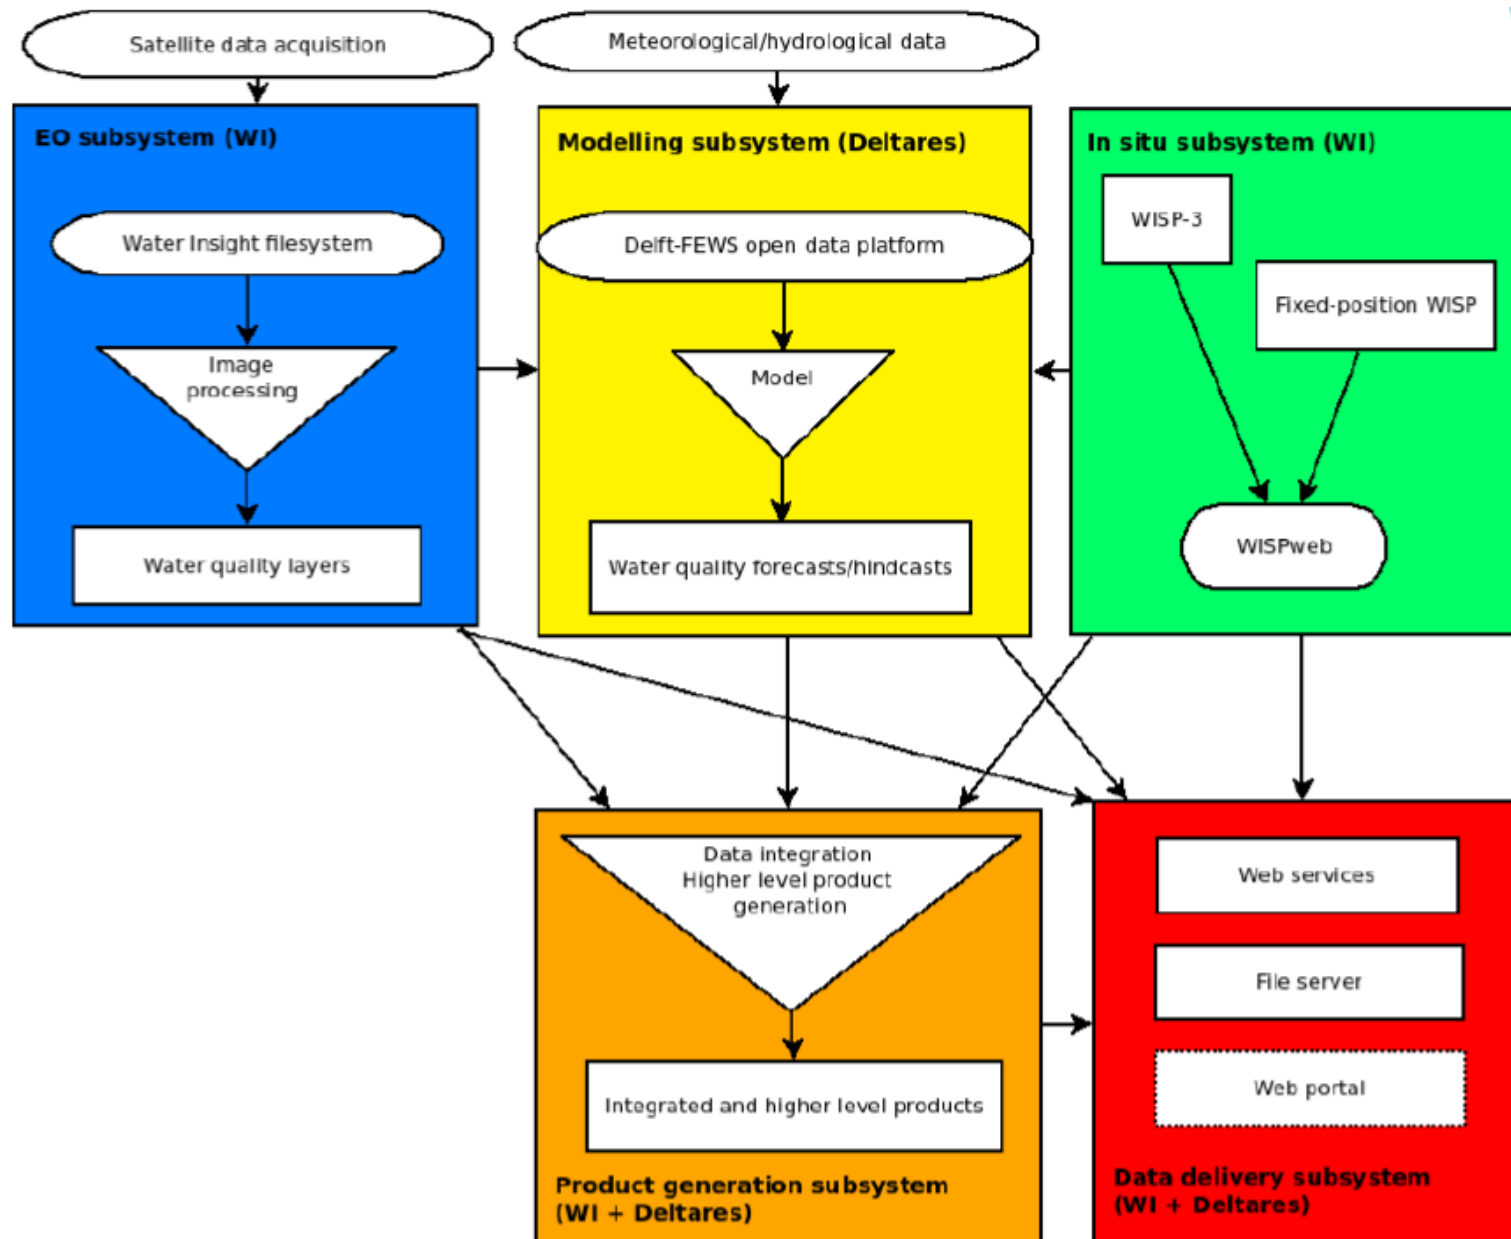 Satellite data acquisition
Meteorological/hydrological data
EO subsystem (WI)
Water Insight filesystem
Image
processing
Water quality layers
Modelling subsystem (Deltares)
Delft-FEWS open data platform
Model
Water quality forecasts/hindcasts
In situ subsystem (WI)
WISP-3
Fixed-position WISP
WISPweb
Data integration
Higher level product
generation
Integrated and higher level products
Product generation subsystem
(WI + Deltares)
Web services
File server
Web portal
Data delivery subsystem
(WI + Deltares)